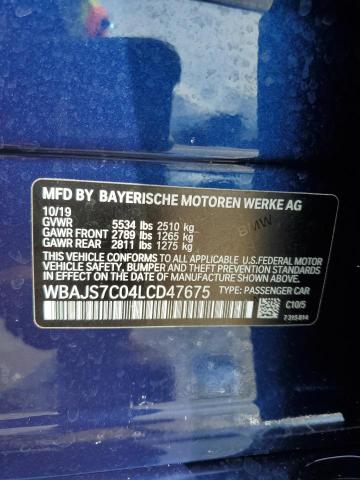 MFD BY BAYERISCHE MOTOREN WERKE AG
10/19
GVWR 5534 lbs 2510 kg
GAWR FRONT 2789 lbs 1265 kg
GAWR REAR 2811 lbs 1275 kg
BMW
THIS VEHICLE CONFORMS TO ALL APPLICABLE
U.S.FEDERAL MOTOR
VEHICLE SAFETY, BUMPER, AND THEFT PREVENTION
STANDARDS IN EFFECT ON THE DATE OF
MANUFACTURE SHOWN ABOVE.
WBAJS7C04LCD47675
TYPE: PASSENGER CAR
C10/5
7315814